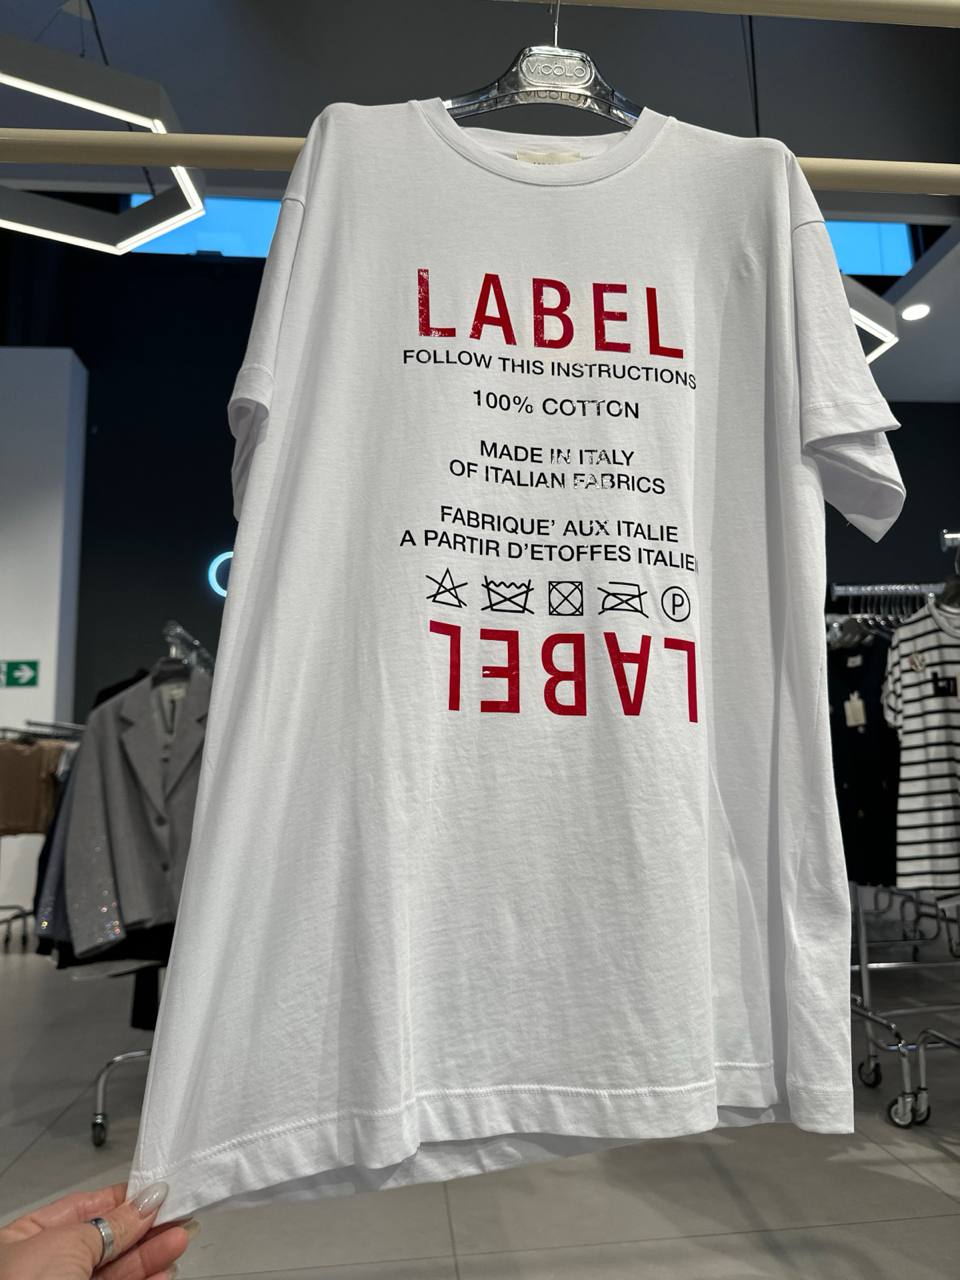 VICOLO
LABEL
FOLLOW THIS INSTRUCTIONS
100% COTTON
MADE IN ITALY
OF ITALIAN FABRICS
FABRIQUE' AUX ITALIE
A PARTIR D'ETOFFES ITALIE
P
LABEL